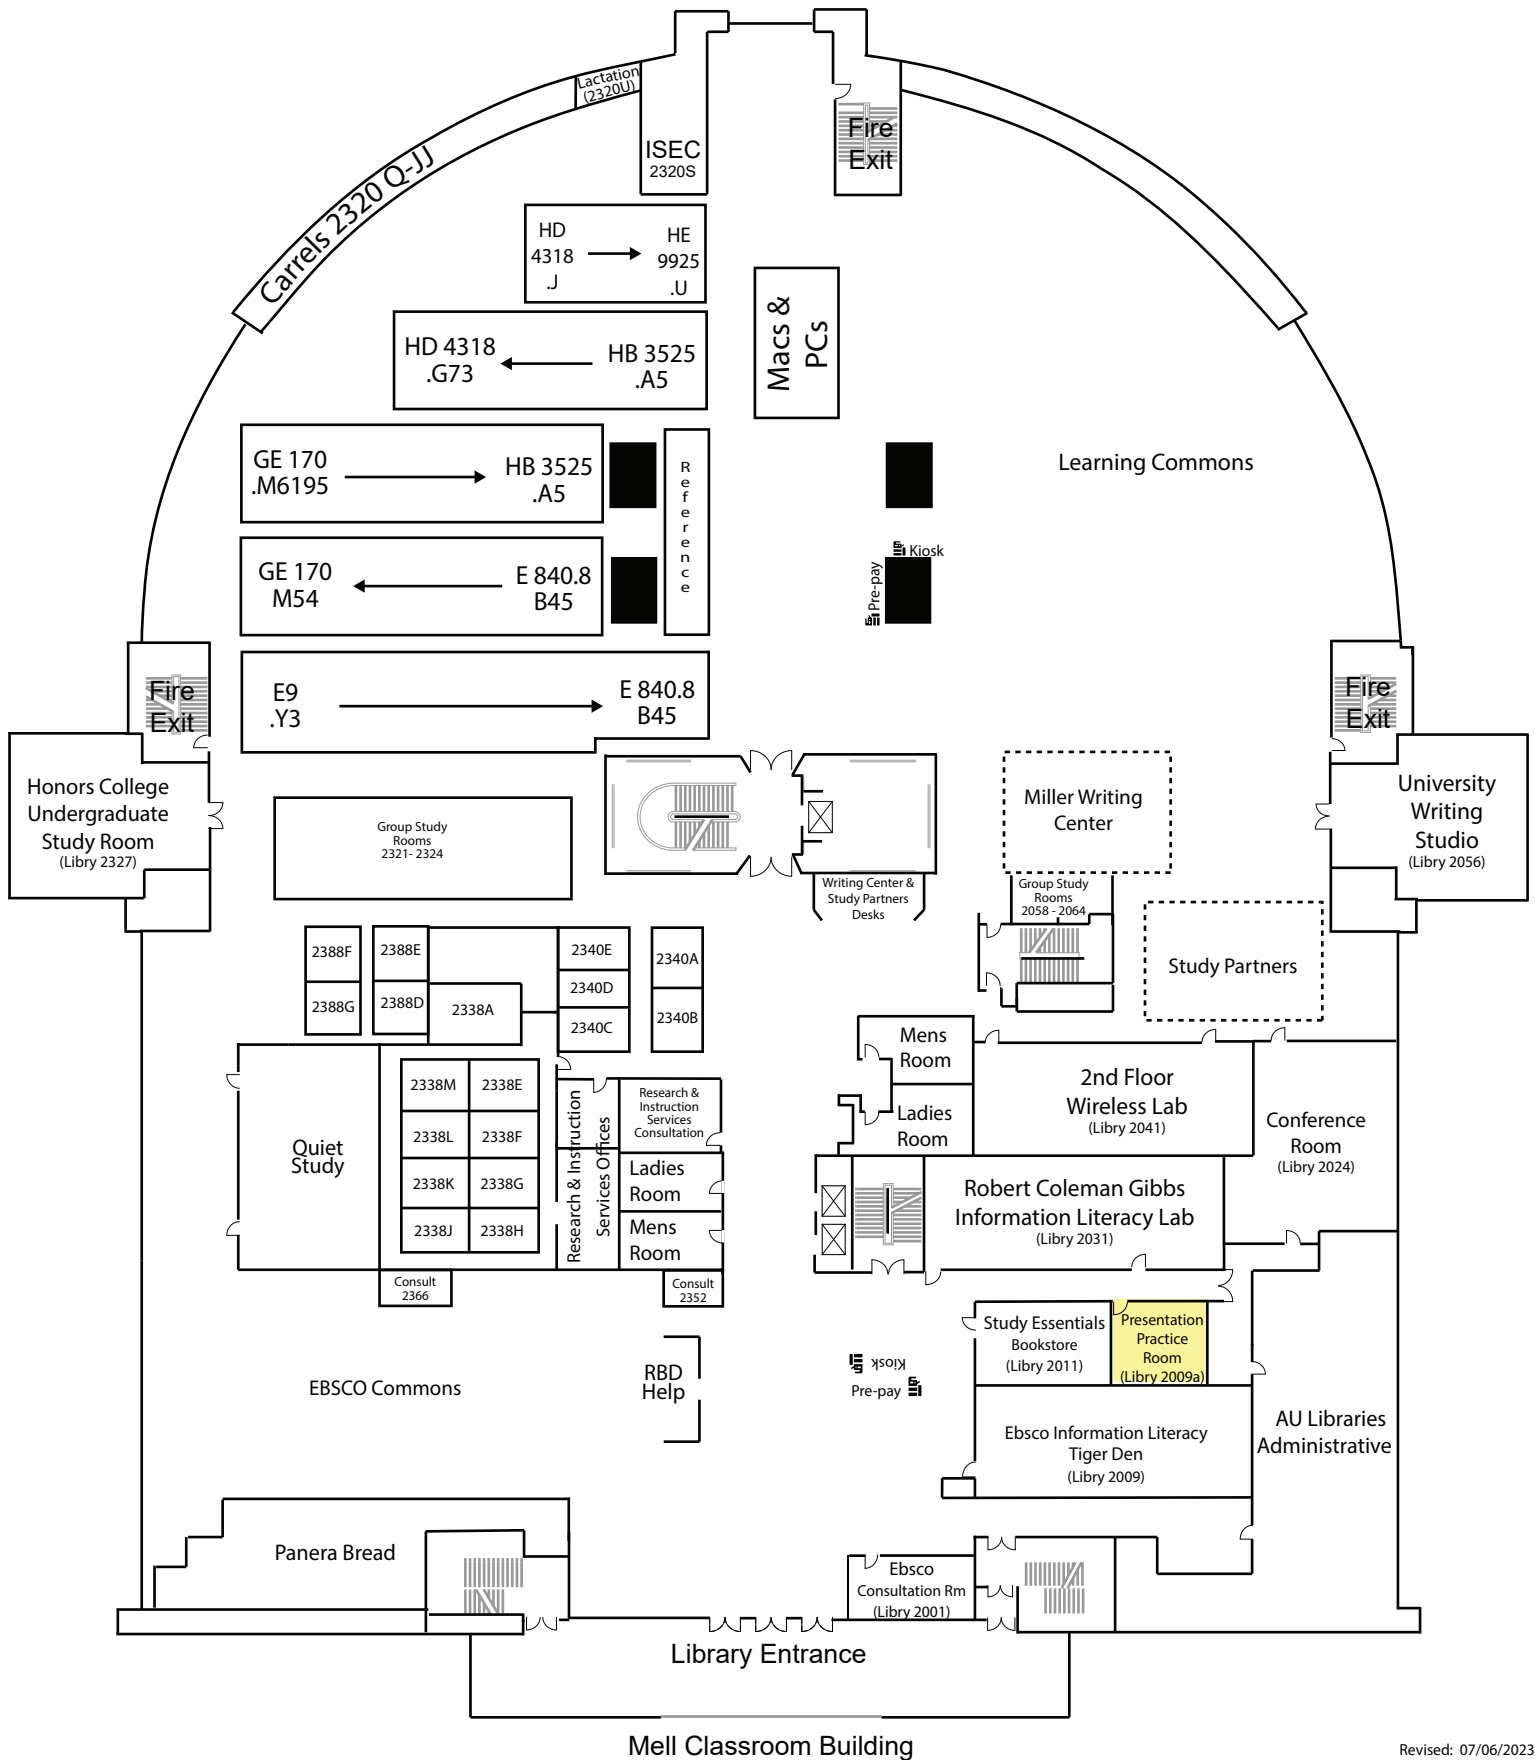 Lactation
(2320U)
ISEC
2320S
Fire
Exit
Carrels 2320 Q-JJ
HD
4318
.J
HE
9925
.U
Macs &
PCs
HD 4318
.G73
HB 3525
.A5
GE 170
.M6195
HB 3525
.A5
Reference
Learning Commons
Kiosk
Pre-pay
GE 170
M54
E 840.8
B45
Fire
Exit
E9
.Y3
E 840.8
B45
Fire
Exit
Honors College
Undergraduate
Study Room
(Libry 2327)
Group Study
Rooms
2321- 2324
Miller Writing
Center
University
Writing
Studio
(Libry 2056)
Writing Center &
Study Partners
Desks
Group Study
Rooms
2058 - 2064
Study Partners
2388F
2388E
2340E
2340A
2388G
2388D
2338A
2340D
2340C
2340B
Mens
Room
Ladies
Room
2nd Floor
Wireless Lab
(Libry 2041)
Conference
Room
(Libry 2024)
Quiet
Study
2338M
2338E
2338L
2338F
2338K
2338G
2338J
2338H
Research & Instruction
Services Offices
Research &
Instruction
Services
Consultation
Ladies
Room
Mens
Room
Robert Coleman Gibbs
Information Literacy Lab
(Libry 2031)
Consult
2366
Consult
2352
Study Essentials
Bookstore
(Libry 2011)
Presentation
Practice
Room
(Libry 2009a)
Kiosk
Pre-pay
EBSCO Commons
RBD
Help
Ebsco Information Literacy
Tiger Den
(Libry 2009)
AU Libraries
Administrative
Panera Bread
Ebsco
Consultation Rm
(Libry 2001)
Library Entrance
Mell Classroom Building
Revised: 07/06/2023